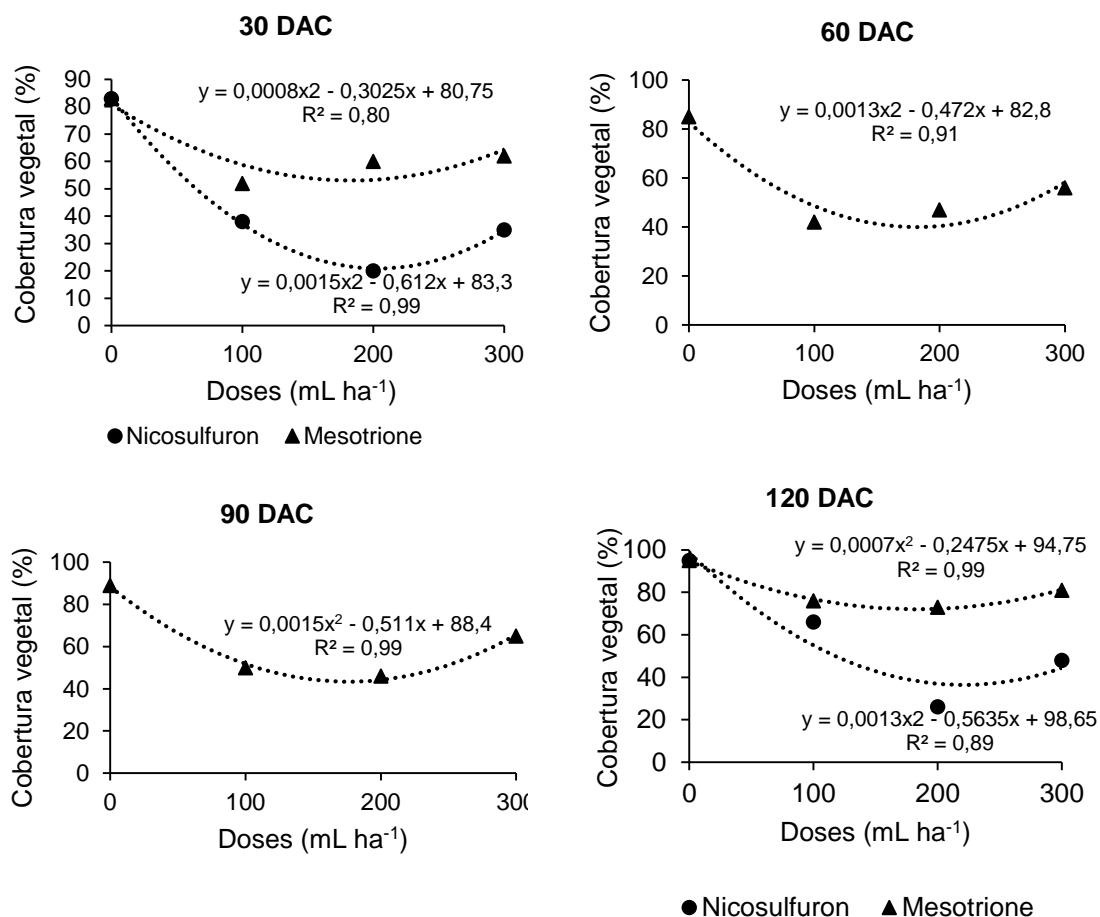 30 DAC
Cobertura vegetal (%)
90
80
70
60
50
40
30
20
10
0
y = 0,0008x2 - 0,3025x + 80,75
R² = 0,80
y = 0,0015x2 - 0,612x + 83,3
R² = 0,99
0 100 200 300
Doses (mL ha⁻¹)
Nicosulfuron Mesotrione
60 DAC
Cobertura vegetal (%)
100
80
60
40
20
0
y = 0,0013x2 - 0,472x + 82,8
R² = 0,91
0 100 200 300
Doses (mL ha⁻¹)
90 DAC
Cobertura vegetal (%)
100
80
60
40
20
0
y = 0,0015x² - 0,511x + 88,4
R² = 0,99
0 100 200 300
Doses (mL ha⁻¹)
120 DAC
Cobertura vegetal (%)
100
80
60
40
20
0
y = 0,0007x² - 0,2475x + 94,75
R² = 0,99
y = 0,0013x2 - 0,5635x + 98,65
R² = 0,89
0 100 200 300
Doses (mL ha⁻¹)
Nicosulfuron Mesotrione